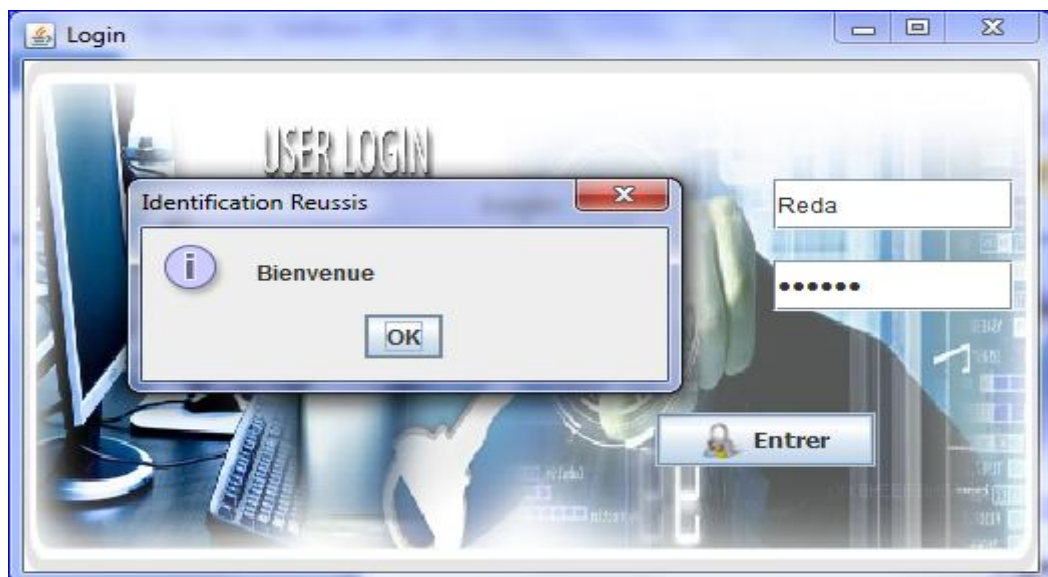 Login
USER LOGIN
Identification Reussis
Reda
Bienvenue
••••••
OK
Entrer